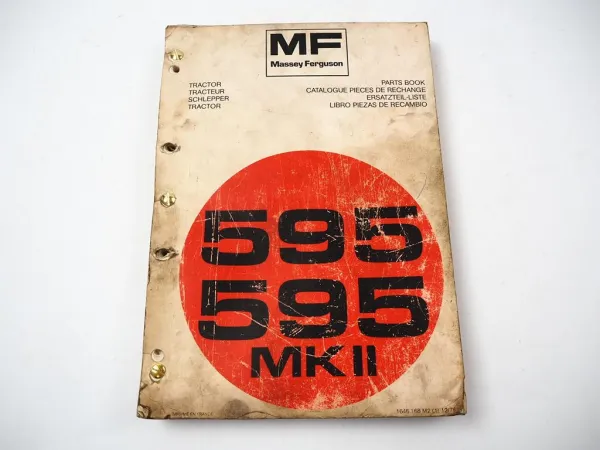 MF
Massey Ferguson
TRACTOR
TRACTEUR
SCHLEPPER
TRACTOR
PARTS BOOK
CATALOGUE PIECES DE RECHANGE
ERSATZTEIL-LISTE
LIBRO PIEZAS DE RECAMBIO
595
595
MK II